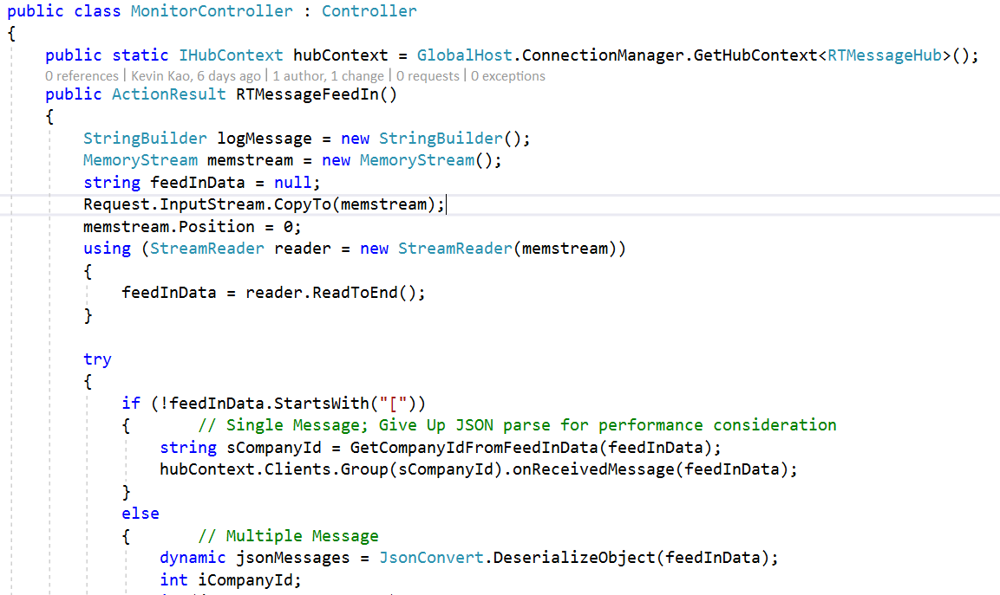 public class MonitorController : Controller
{
public static IHubContext hubContext = GlobalHost.ConnectionManager.GetHubContext<RTMessageHub>();
0 references | Kevin Kao, 6 days ago | 1 author, 1 change | 0 requests | 0 exceptions
public ActionResult RTMessageFeedIn()
{
StringBuilder logMessage = new StringBuilder();
MemoryStream memstream = new MemoryStream();
string feedInData = null;
Request.InputStream.CopyTo(memstream);
memstream.Position = 0;
using (StreamReader reader = new StreamReader(memstream))
{
feedInData = reader.ReadToEnd();
}
try
{
if (!feedInData.StartsWith("["))
{ // Single Message; Give Up JSON parse for performance consideration
string sCompanyId = GetCompanyIdFromFeedInData(feedInData);
hubContext.Clients.Group(sCompanyId).onReceivedMessage(feedInData);
}
else
{ // Multiple Message
dynamic jsonMessages = JsonConvert.DeserializeObject(feedInData);
int iCompanyId;